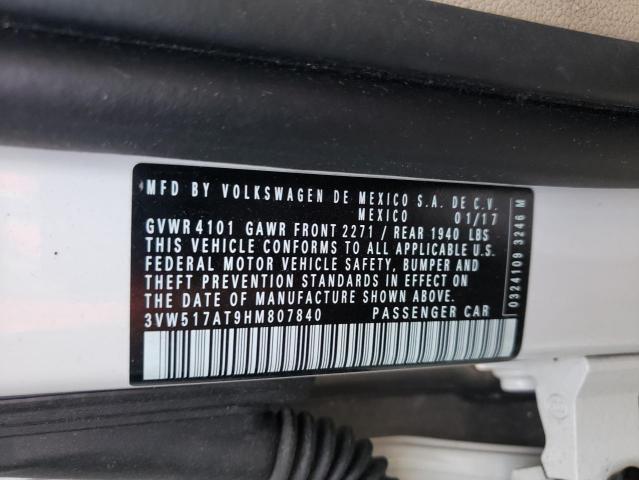 MFD BY VOLKSWAGEN DE MEXICO S.A. DE C.V.
MEXICO 01/17
GVWR 4101 GAWR FRONT 2271 / REAR 1940 LBS
THIS VEHICLE CONFORMS TO ALL APPLICABLE U.S.
FEDERAL MOTOR VEHICLE SAFETY, BUMPER AND
THEFT PREVENTION STANDARDS IN EFFECT ON
THE DATE OF MANUFACTURE SHOWN ABOVE.
3VW517AT9HM807840 PASSENGER CAR
0324109 3246 M